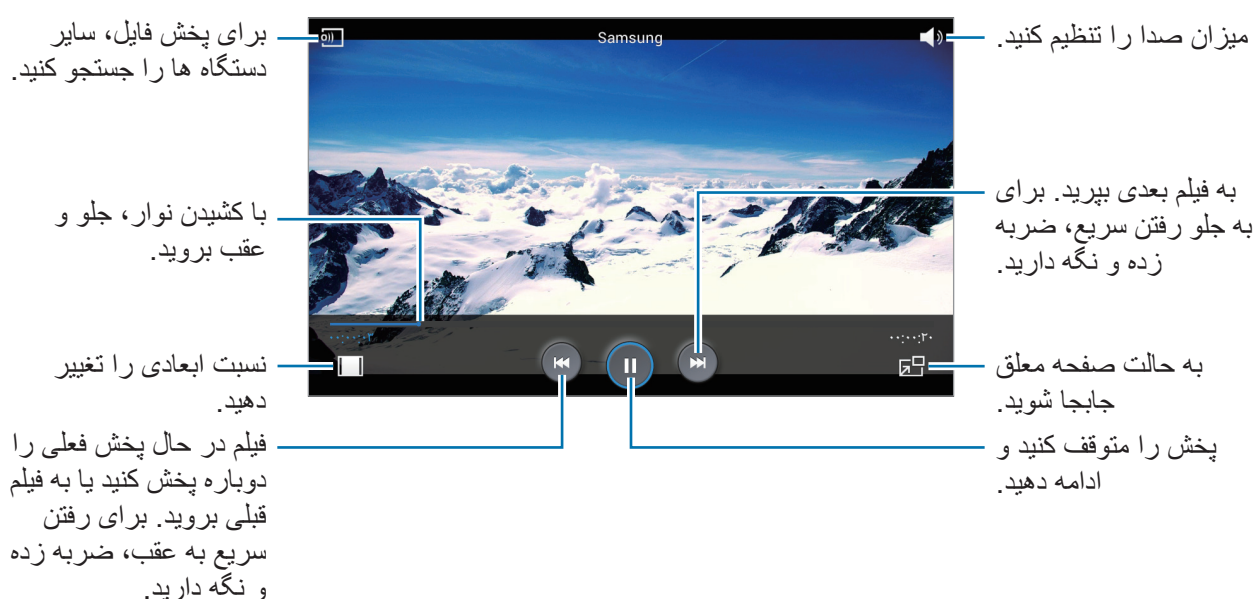 Samsung
میزان صدا را تنظیم کنید.
به فیلم بعدی بپرید. برای
به جلو رفتن سریع، ضربه
زده و نگه دارید.
به حالت صفحه معلق
جابجا شوید.
پخش را متوقف کنید و
ادامه دهید.
برای پخش فایل، سایر
دستگاه ها را جستجو کنید.
با کشیدن نوار، جلو و
عقب بروید.
نسبت ابعادی را تغییر
دهید.
فیلم در حال پخش فعلی را
دوباره پخش کنید یا به فیلم
قبلی بروید. برای رفتن
سریع به عقب، ضربه زده
و نگه دارید.
۰۰:۰۰:۲۰